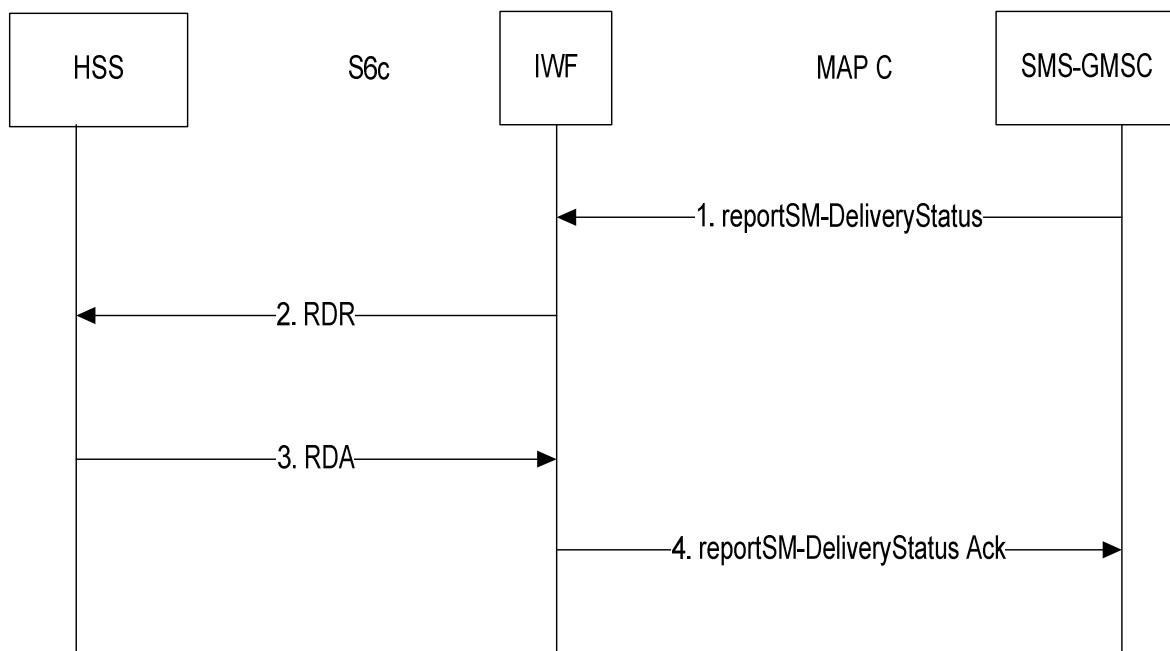 HSS
S6c
IWF
MAP C
SMS-GMSC
1. reportSM-DeliveryStatus
2. RDR
3. RDA
4. reportSM-DeliveryStatus Ack